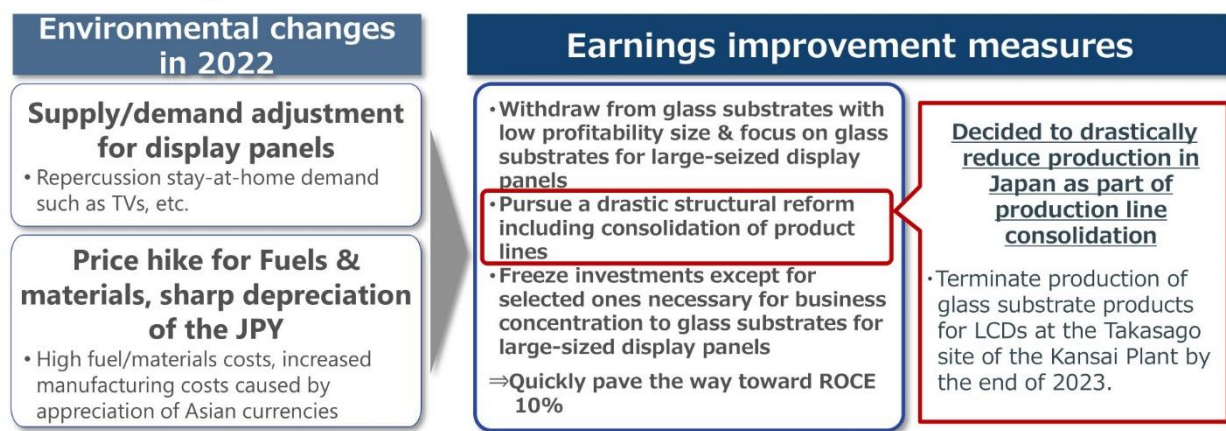 Environmental changes
in 2022
Supply/demand adjustment
for display panels
• Repercussion stay-at-home demand
such as TVs, etc.
Price hike for Fuels &
materials, sharp depreciation
of the JPY
• High fuel/materials costs, increased
manufacturing costs caused by
appreciation of Asian currencies
Earnings improvement measures
・Withdraw from glass substrates with
low profitability size & focus on glass
substrates for large-seized display
panels
・Pursue a drastic structural reform
including consolidation of product
lines
・Freeze investments except for
selected ones necessary for business
concentration to glass substrates for
large-sized display panels
⇒Quickly pave the way toward ROCE
10%
Decided to drastically
reduce production in
Japan as part of
production line
consolidation
・Terminate production of
glass substrate products
for LCDs at the Takasago
site of the Kansai Plant by
the end of 2023.